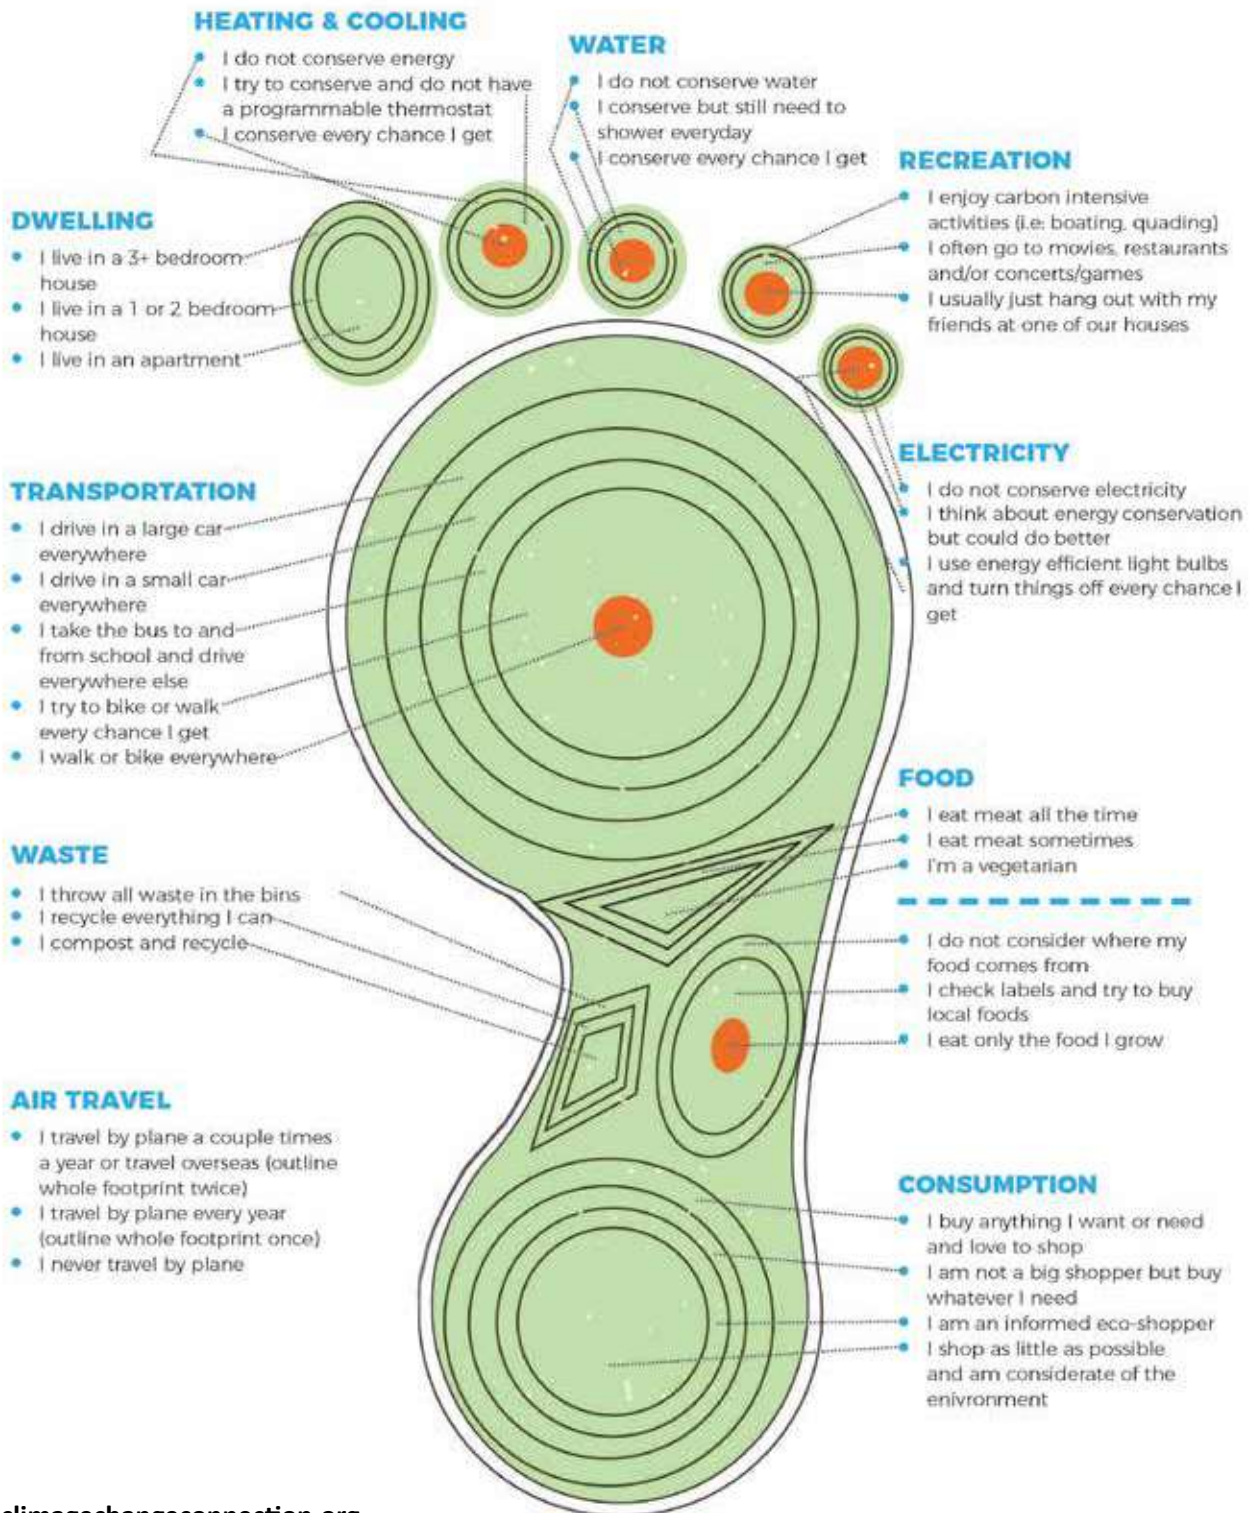 HEATING & COOLING
I do not conserve energy
I try to conserve and do not have
a programmable thermostat
I conserve every chance I get
WATER
I do not conserve water
I conserve but still need to
shower everyday
I conserve every chance I get
RECREATION
I enjoy carbon intensive
activities (i.e: boating, quading)
I often go to movies, restaurants
and/or concerts/games
I usually just hang out with my
friends at one of our houses
DWELLING
I live in a 3+ bedroom
house
I live in a 1 or 2 bedroom
house
I live in an apartment
ELECTRICITY
I do not conserve electricity
I think about energy conservation
but could do better
I use energy efficient light bulbs
and turn things off every chance I
get
TRANSPORTATION
I drive in a large car
everywhere
I drive in a small car
everywhere
I take the bus to and
from school and drive
everywhere else
I try to bike or walk
every chance I get
I walk or bike everywhere
FOOD
I eat meat all the time
I eat meat sometimes
I'm a vegetarian
I do not consider where my
food comes from
I check labels and try to buy
local foods
I eat only the food I grow
WASTE
I throw all waste in the bins
I recycle everything I can
I compost and recycle
AIR TRAVEL
I travel by plane a couple times
a year or travel overseas (outline
whole footprint twice)
I travel by plane every year
(outline whole footprint once)
I never travel by plane
CONSUMPTION
I buy anything I want or need
and love to shop
I am not a big shopper but buy
whatever I need
I am an informed eco-shopper
I shop as little as possible
and am considerate of the
enivronment